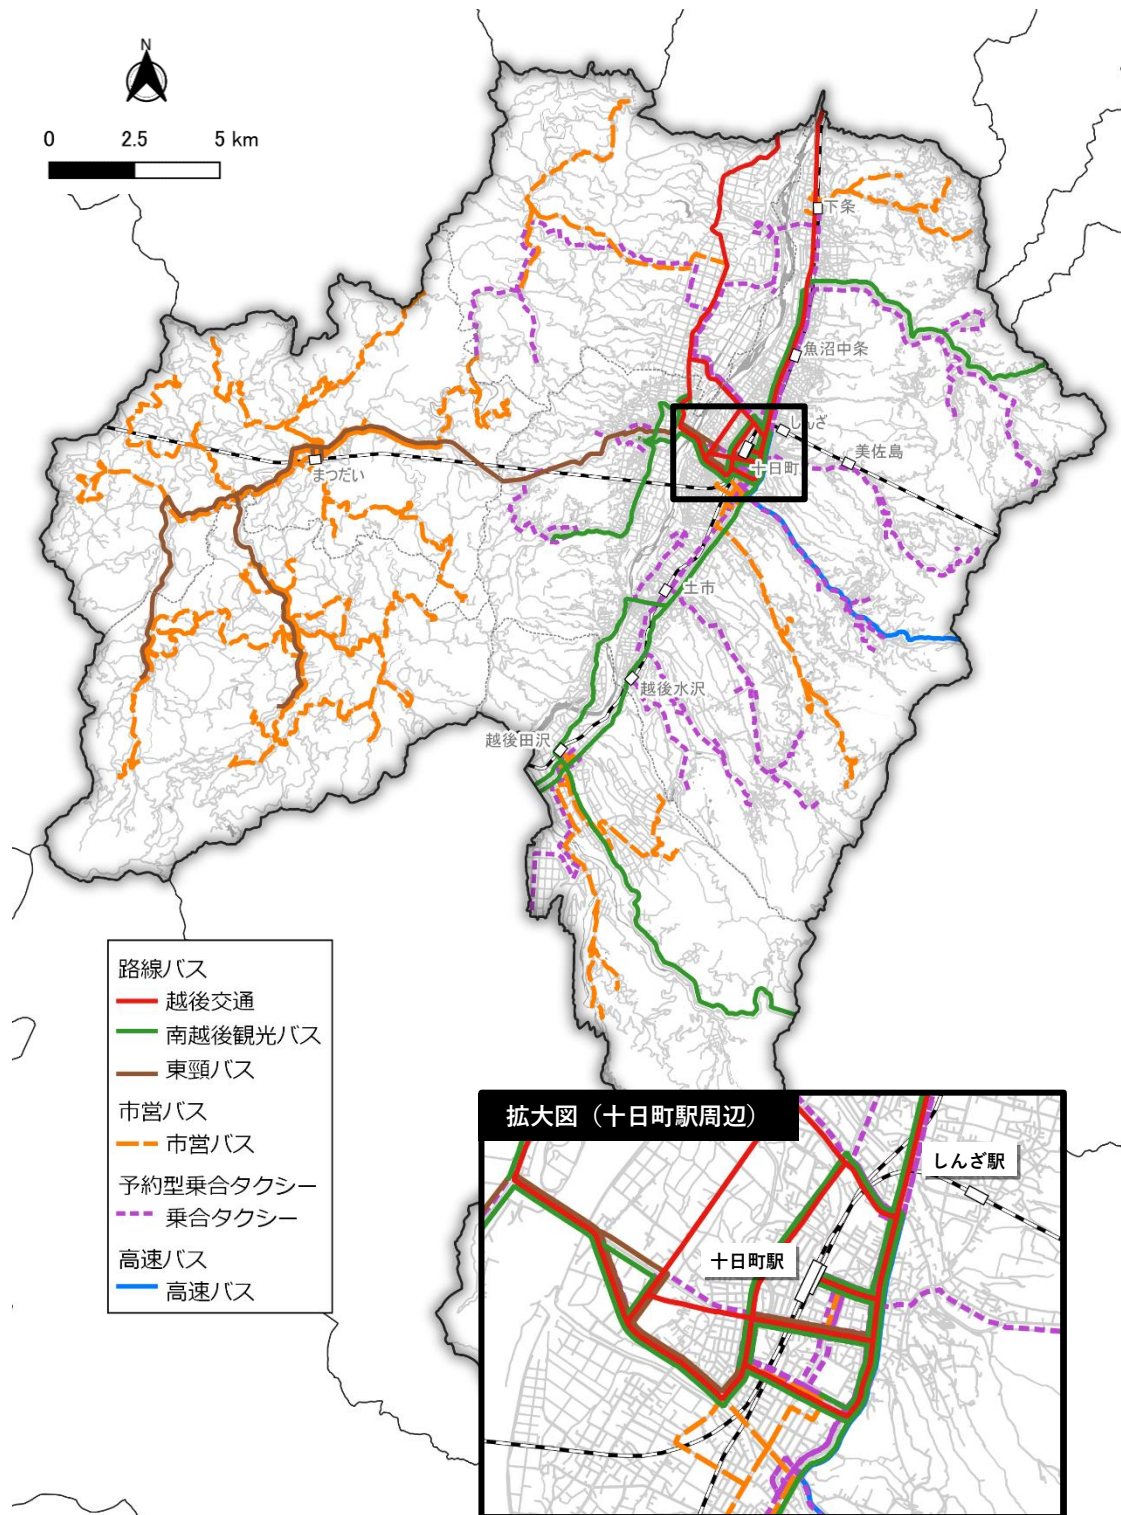 N
0 2.5 5 km
下条
魚沼中条
しんざ
美佐島
十日町
まつだい
土市
越後水沢
越後田沢
路線バス
越後交通
南越後観光バス
東頸バス
市営バス
市営バス
予約型乗合タクシー
乗合タクシー
高速バス
高速バス
拡大図（十日町駅周辺）
しんざ駅
十日町駅